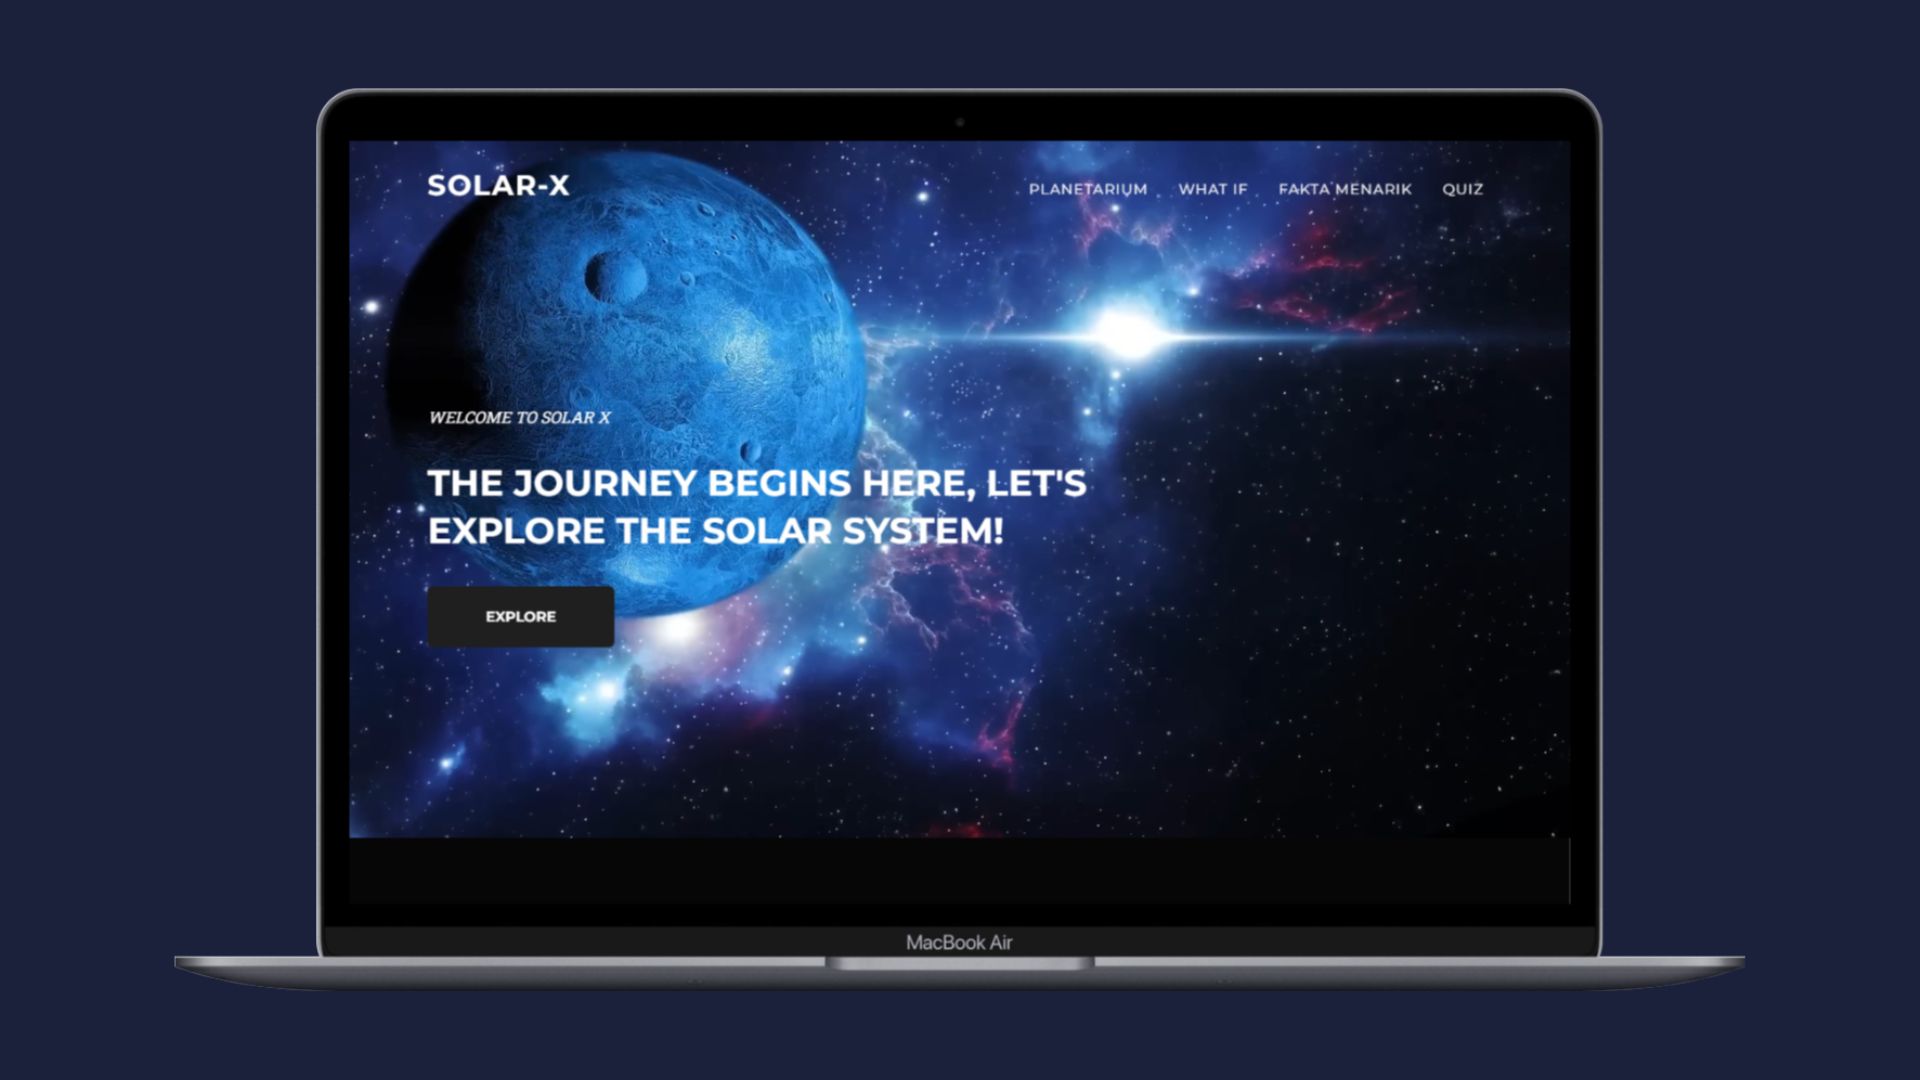 SOLAR-X
PLANETARIUM WHAT IF FAKTA MENARIK QUIZ
WELCOME TO SOLAR X
THE JOURNEY BEGINS HERE, LET'S
EXPLORE THE SOLAR SYSTEM!
EXPLORE
MacBook Air